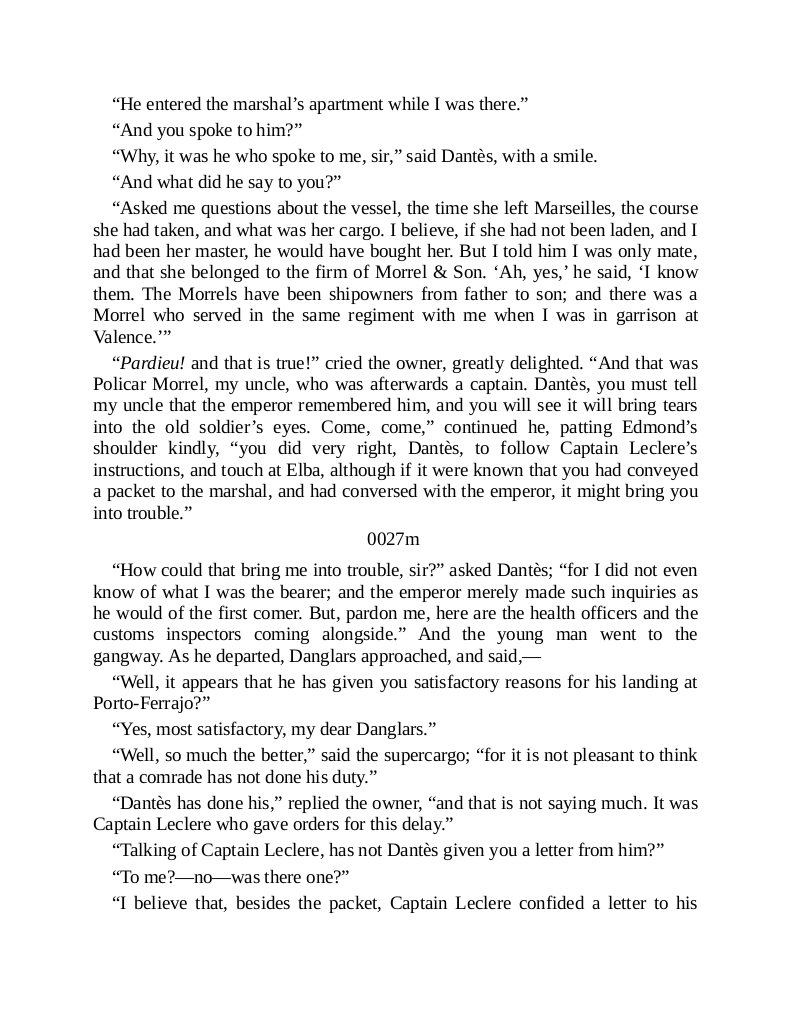 “He entered the marshal’s apartment while I was there.”
“And you spoke to him?”
“Why, it was he who spoke to me, sir,” said Dantès, with a smile.
“And what did he say to you?”
“Asked me questions about the vessel, the time she left Marseilles, the course
she had taken, and what was her cargo. I believe, if she had not been laden, and I
had been her master, he would have bought her. But I told him I was only mate,
and that she belonged to the firm of Morrel & Son. ‘Ah, yes,’ he said, ‘I know
them. The Morrels have been shipowners from father to son; and there was a
Morrel who served in the same regiment with me when I was in garrison at
Valence.’”
“Pardieu! and that is true!” cried the owner, greatly delighted. “And that was
Policar Morrel, my uncle, who was afterwards a captain. Dantès, you must tell
my uncle that the emperor remembered him, and you will see it will bring tears
into the old soldier’s eyes. Come, come,” continued he, patting Edmond’s
shoulder kindly, “you did very right, Dantès, to follow Captain Leclere’s
instructions, and touch at Elba, although if it were known that you had conveyed
a packet to the marshal, and had conversed with the emperor, it might bring you
into trouble.”
0027m
“How could that bring me into trouble, sir?” asked Dantès; “for I did not even
know of what I was the bearer; and the emperor merely made such inquiries as
he would of the first comer. But, pardon me, here are the health officers and the
customs inspectors coming alongside.” And the young man went to the
gangway. As he departed, Danglars approached, and said,—
“Well, it appears that he has given you satisfactory reasons for his landing at
Porto-Ferrajo?”
“Yes, most satisfactory, my dear Danglars.”
“Well, so much the better,” said the supercargo; “for it is not pleasant to think
that a comrade has not done his duty.”
“Dantès has done his,” replied the owner, “and that is not saying much. It was
Captain Leclere who gave orders for this delay.”
“Talking of Captain Leclere, has not Dantès given you a letter from him?”
“To me?—no—was there one?”
“I believe that, besides the packet, Captain Leclere confided a letter to his